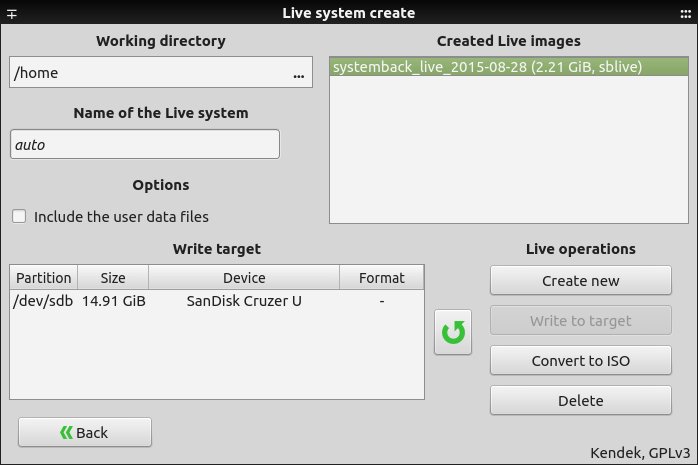 Live system create
Working directory
/home
...
Name of the Live system
auto
Options
Include the user data files
Created Live images
systemback_live_2015-08-28 (2.21 GiB, sblive)
Write target
Partition Size Device Format
/dev/sdb 14.91 GiB SanDisk Cruzer U -
Live operations
Create new
Write to target
Convert to ISO
Delete
Back
Kendek, GPLv3